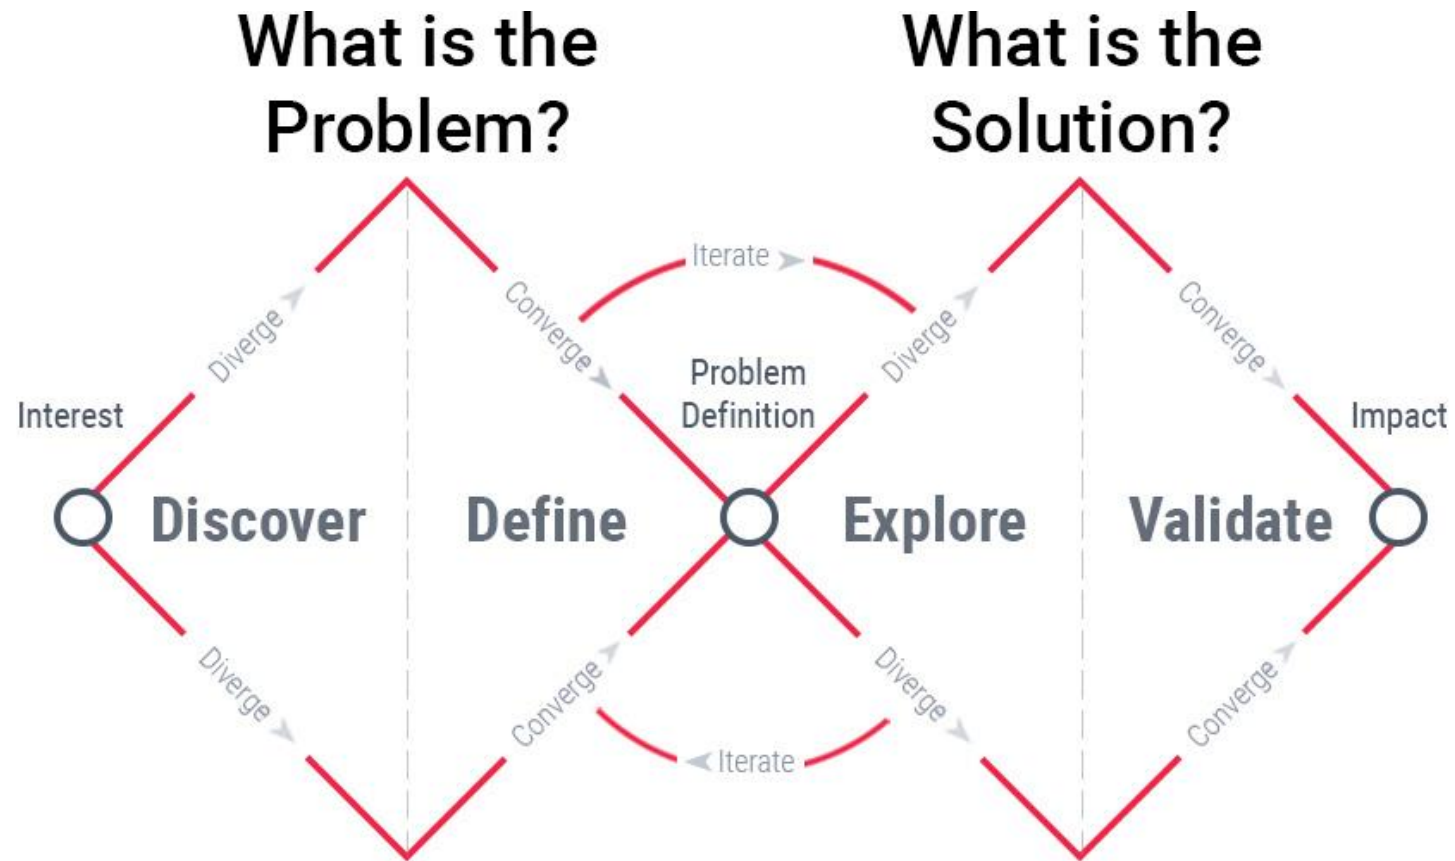 What is the
Problem?
What is the
Solution?
Iterate
Diverge
Converge
Diverge
Converge
Interest
Problem
Definition
Impact
Discover
Define
Explore
Validate
Diverge
Converge
Diverge
Converge
Iterate